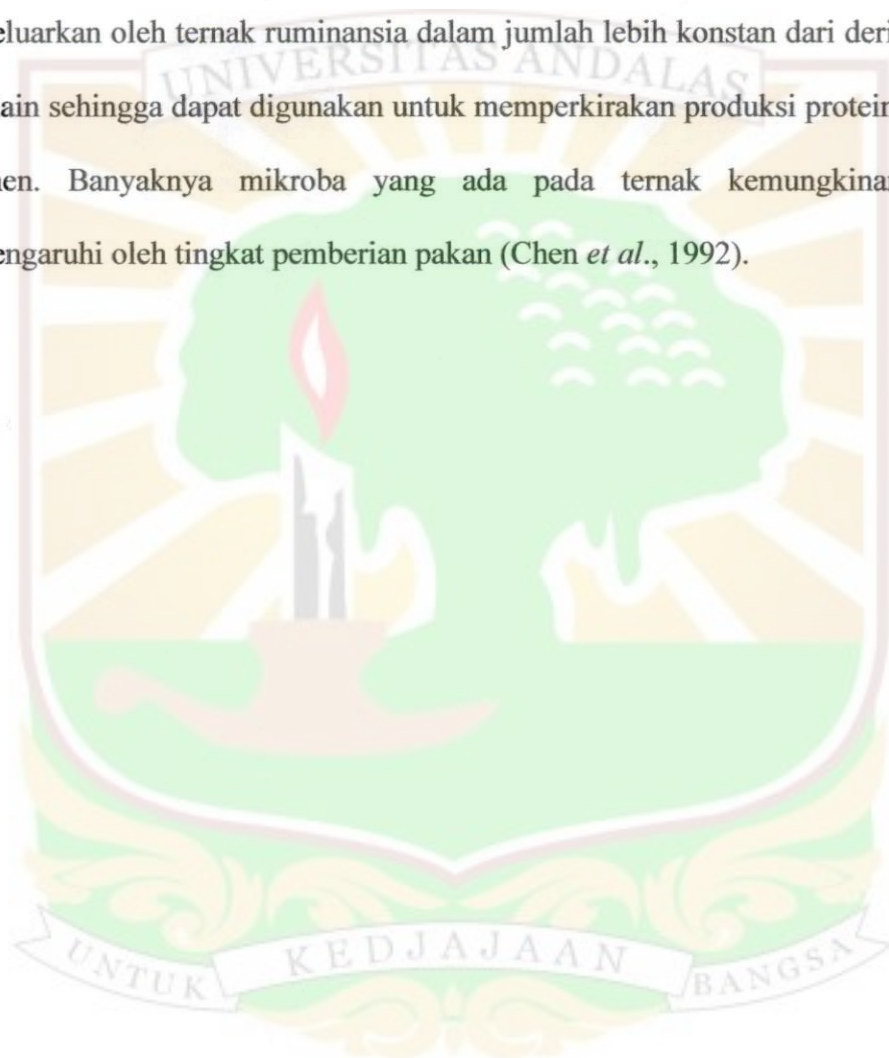 eluarkan oleh ternak ruminansia dalam jumlah lebih konstan dari deri
UNIVERSITAS ANDALAS
ain sehingga dapat digunakan untuk memperkirakan produksi protein
en. Banyaknya mikroba yang ada pada ternak kemungkinan
engaruhi oleh tingkat pemberian pakan (Chen et al., 1992).
UNTUK KEDJAJAAN BANGSA